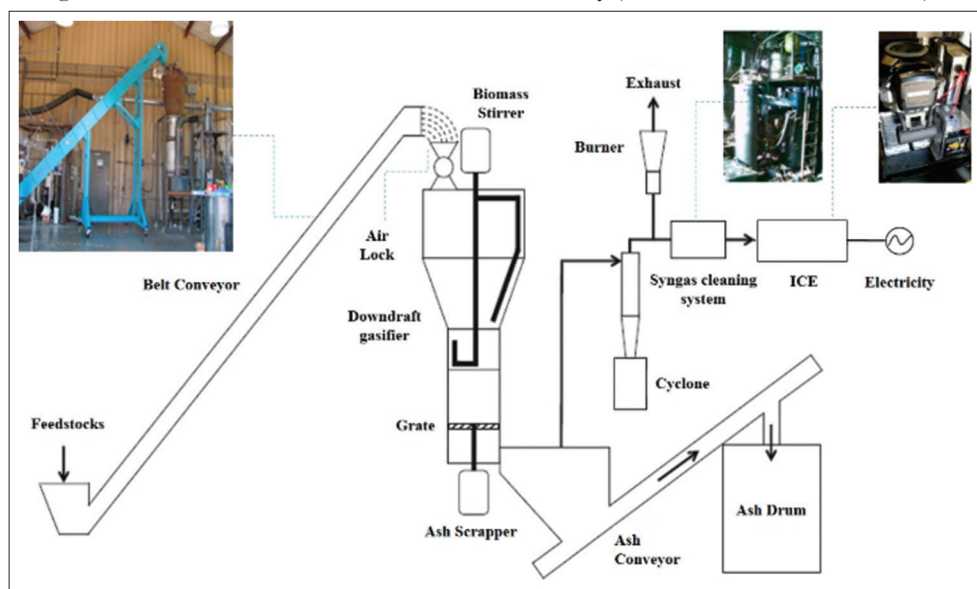 Biomass
Stirrer
Exhaust
Burner
Air
Lock
Belt Conveyor
Syngas cleaning
system
ICE
Electricity
Downdraft
gasifier
Cyclone
Feedstocks
Grate
Ash Scrapper
Ash
Conveyor
Ash Drum